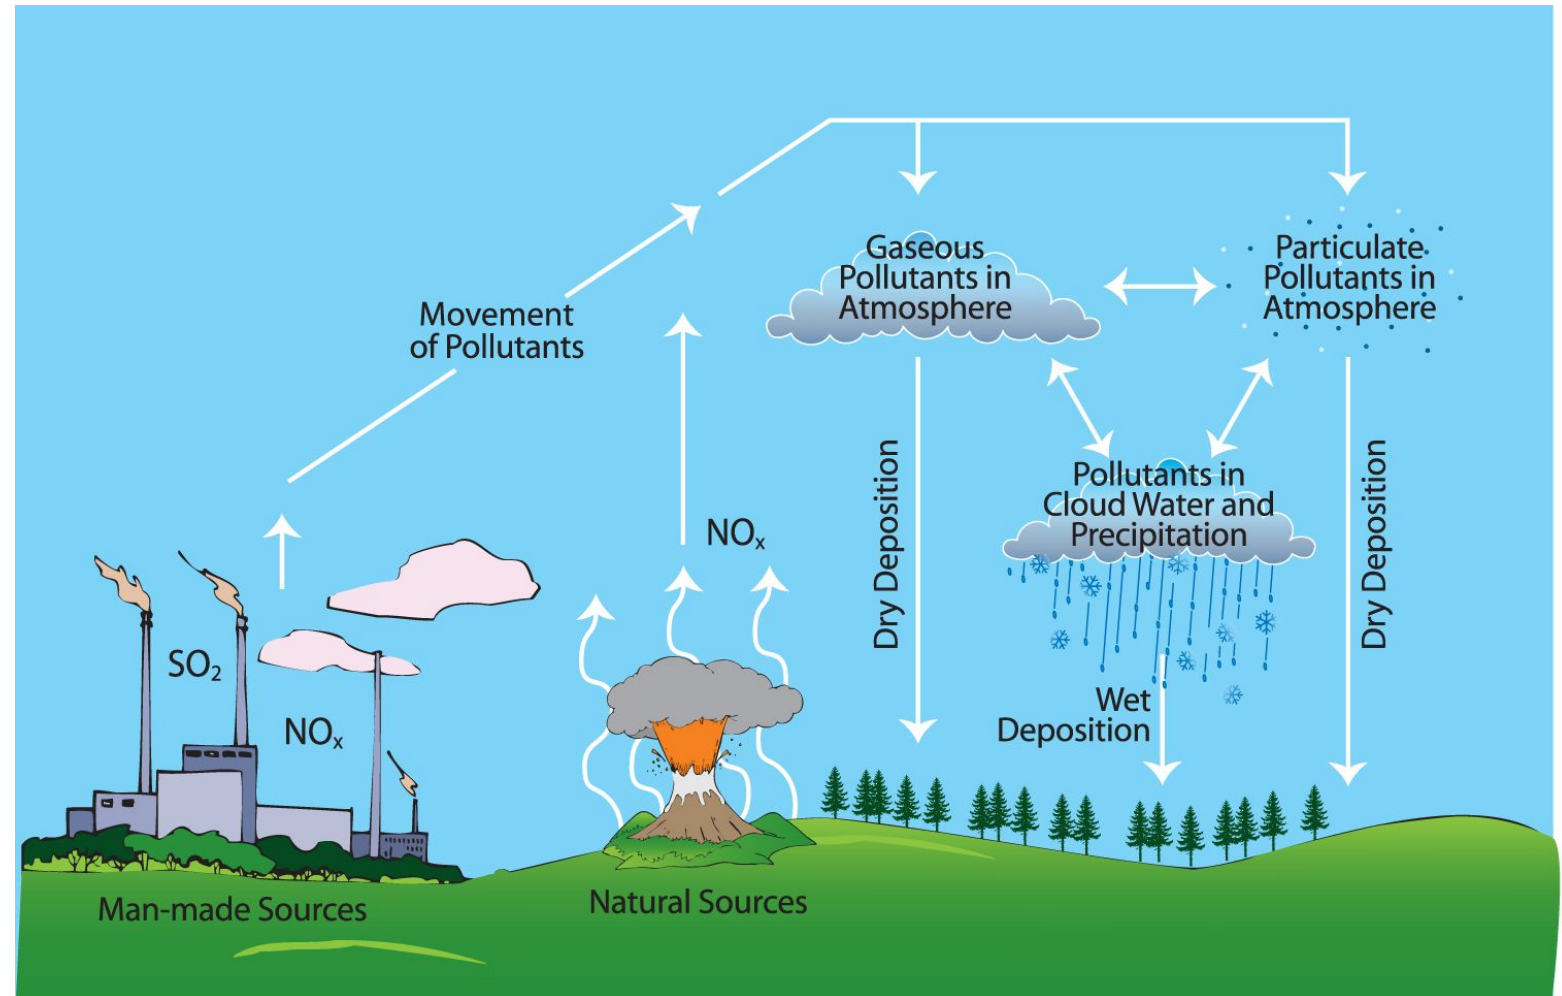 Gaseous
Pollutants in
Atmosphere
Particulate
Pollutants in
Atmosphere
Movement
of Pollutants
Dry Deposition
Pollutants in
Cloud Water and
Precipitation
Dry Deposition
NOₓ
SO₂
NOₓ
Wet
Deposition
Man-made Sources
Natural Sources